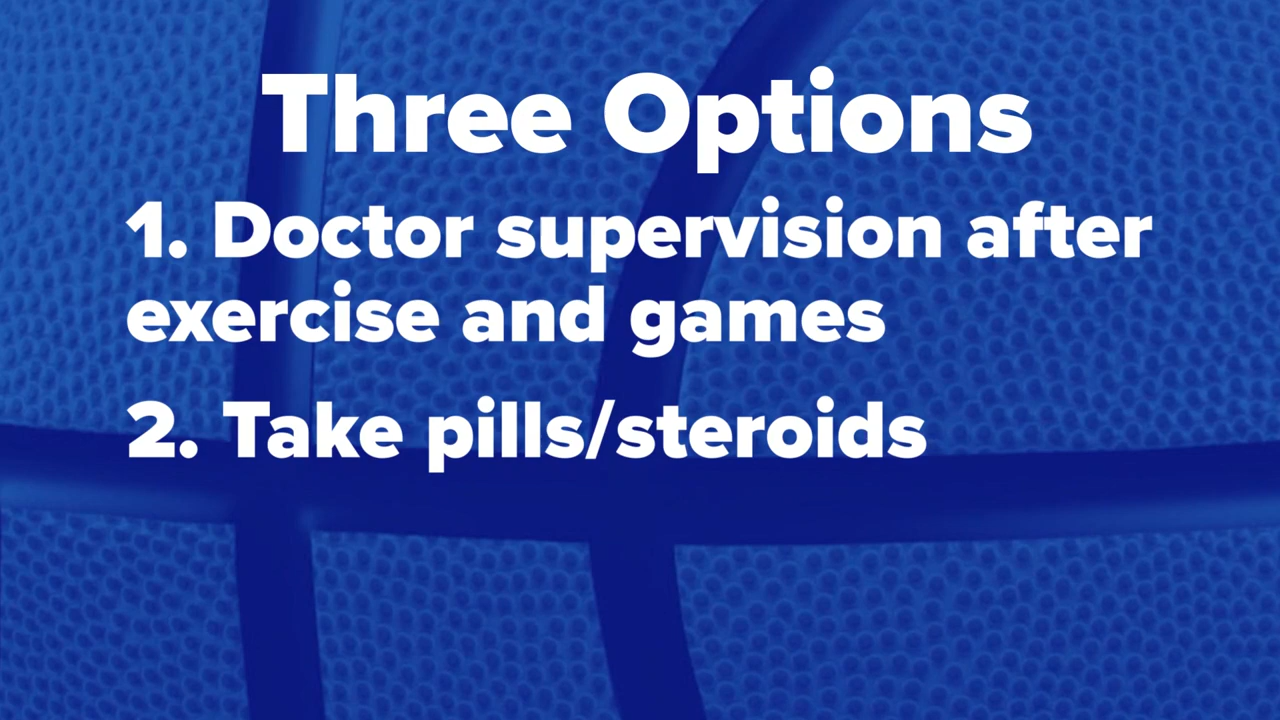 Three Options
1. Doctor supervision after
exercise and games
2. Take pills/steroids